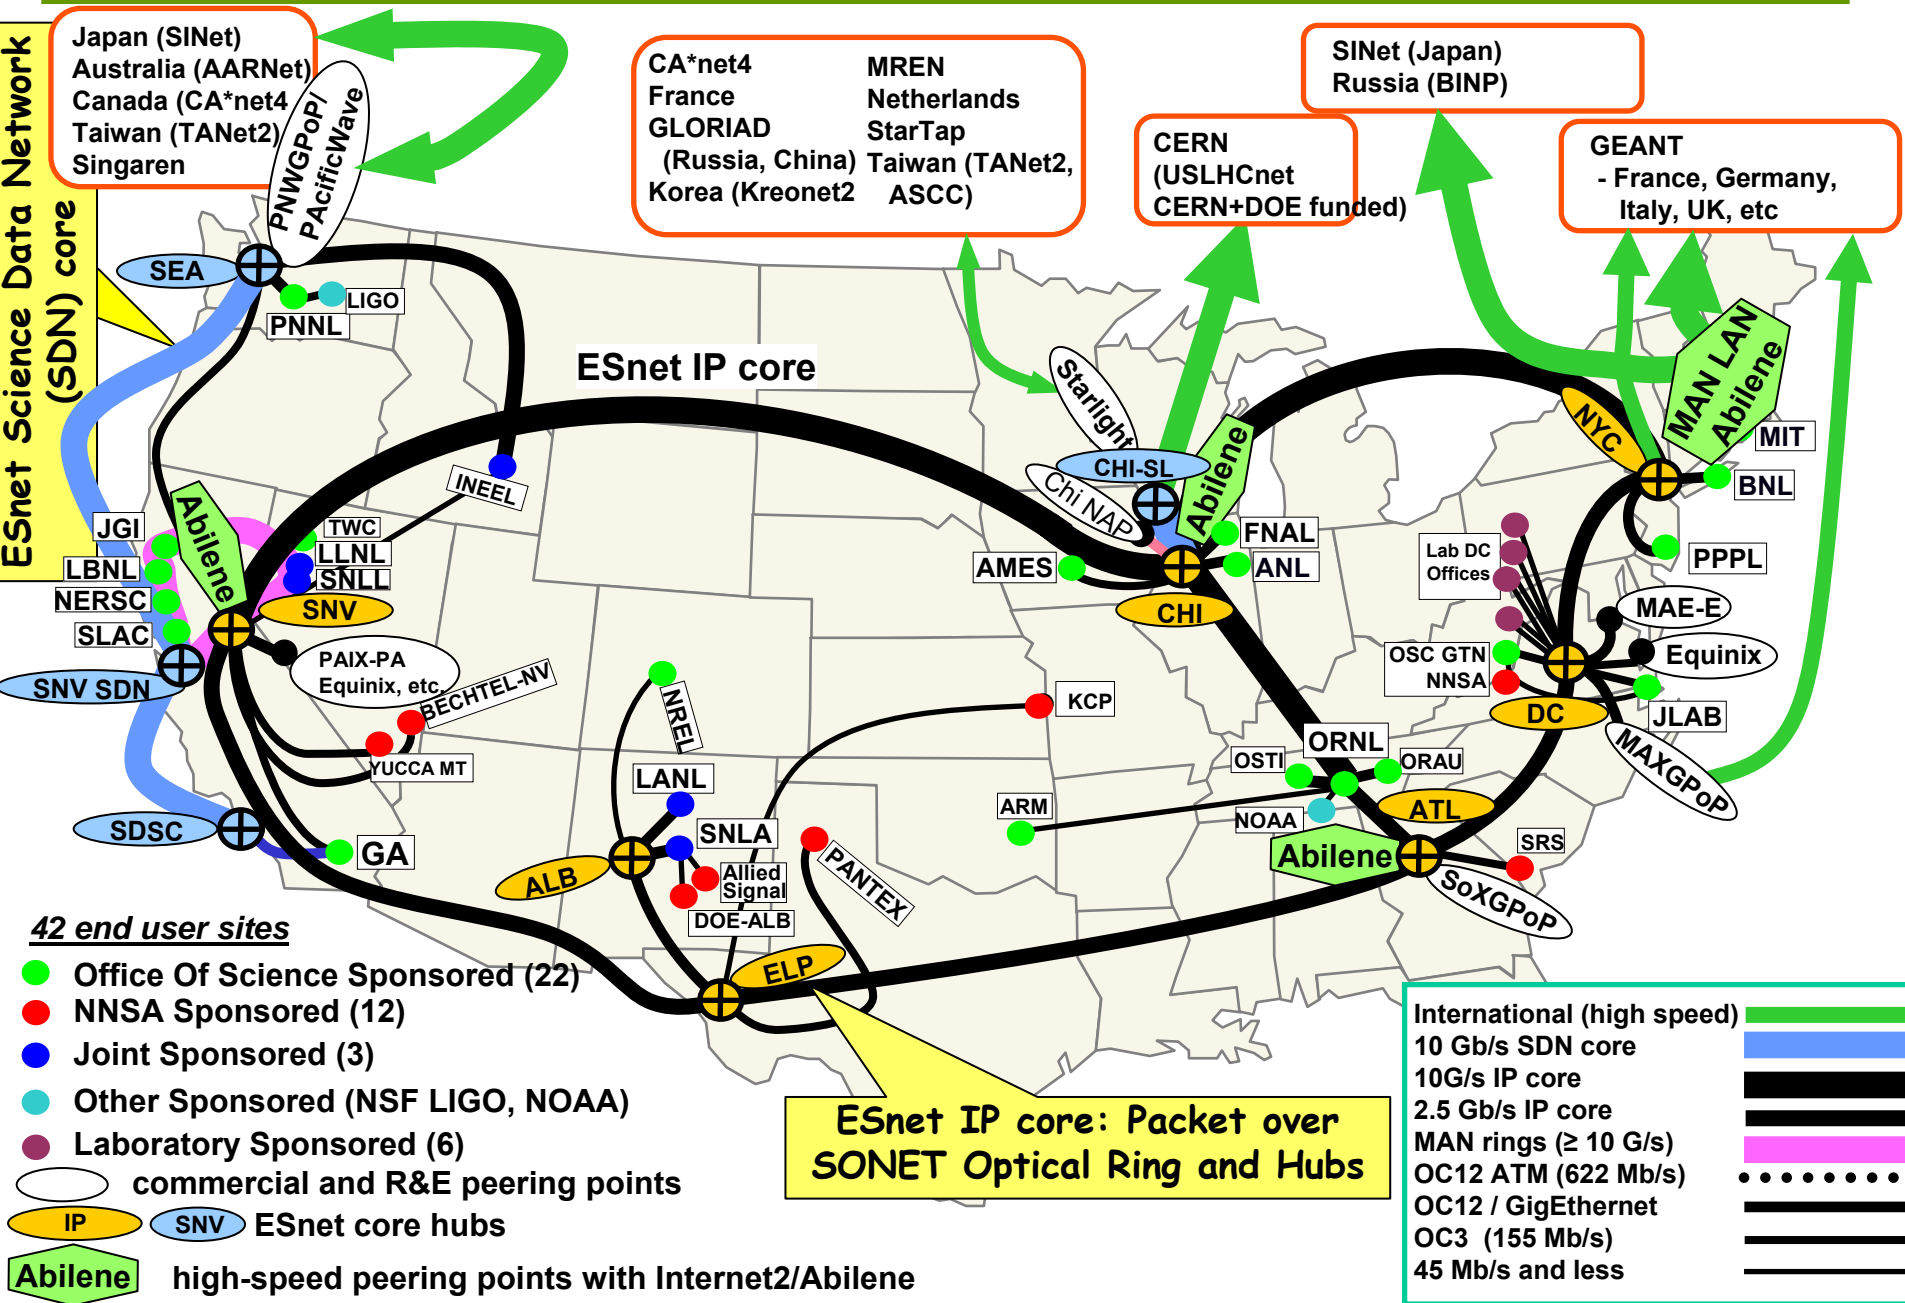 ESnet Science Data Network
(SDN) core
Japan (SINet)
Australia (AARNet)
Canada (CA*net4
Taiwan (TANet2)
Singaren
PNWGPoP/
PAcificWave
CA*net4
France
GLORIAD
(Russia, China)
Korea (Kreonet2
MREN
Netherlands
StarTap
Taiwan (TANet2,
ASCC)
CERN
(USLHCnet
CERN+DOE funded)
SINet (Japan)
Russia (BINP)
GEANT
- France, Germany,
Italy, UK, etc
SEA
LIGO
PNNL
ESnet IP core
INEEL
Starlight
CHI-SL
Chi NAP
Abilene
FNAL
ANL
AMES
CHI
NYC
MAN LAN
Abilene
MIT
BNL
PPPL
Lab DC
Offices
MAE-E
Equinix
OSC GTN
NNSA
DC
JLAB
MAXGPoP
JGI
LBNL
NERSC
SLAC
Abilene
TWC
LLNL
SNLL
SNV
SNV SDN
PAIX-PA
Equinix, etc.
BECHTEL-NV
YUCCA MT
SDSC
GA
NREL
KCP
LANL
SNLA
ALB
Allied
Signal
DOE-ALB
PANTEX
ELP
ARM
ORNL
OSTI
ORAU
NOAA
ATL
Abilene
SRS
SoXGPoP
42 end user sites
Office Of Science Sponsored (22)
NNSA Sponsored (12)
Joint Sponsored (3)
Other Sponsored (NSF LIGO, NOAA)
Laboratory Sponsored (6)
commercial and R&E peering points
IP
SNV
ESnet core hubs
Abilene
high-speed peering points with Internet2/Abilene
ESnet IP core: Packet over
SONET Optical Ring and Hubs
International (high speed)
10 Gb/s SDN core
10G/s IP core
2.5 Gb/s IP core
MAN rings (≥ 10 G/s)
OC12 ATM (622 Mb/s)
OC12 / GigEthernet
OC3 (155 Mb/s)
45 Mb/s and less